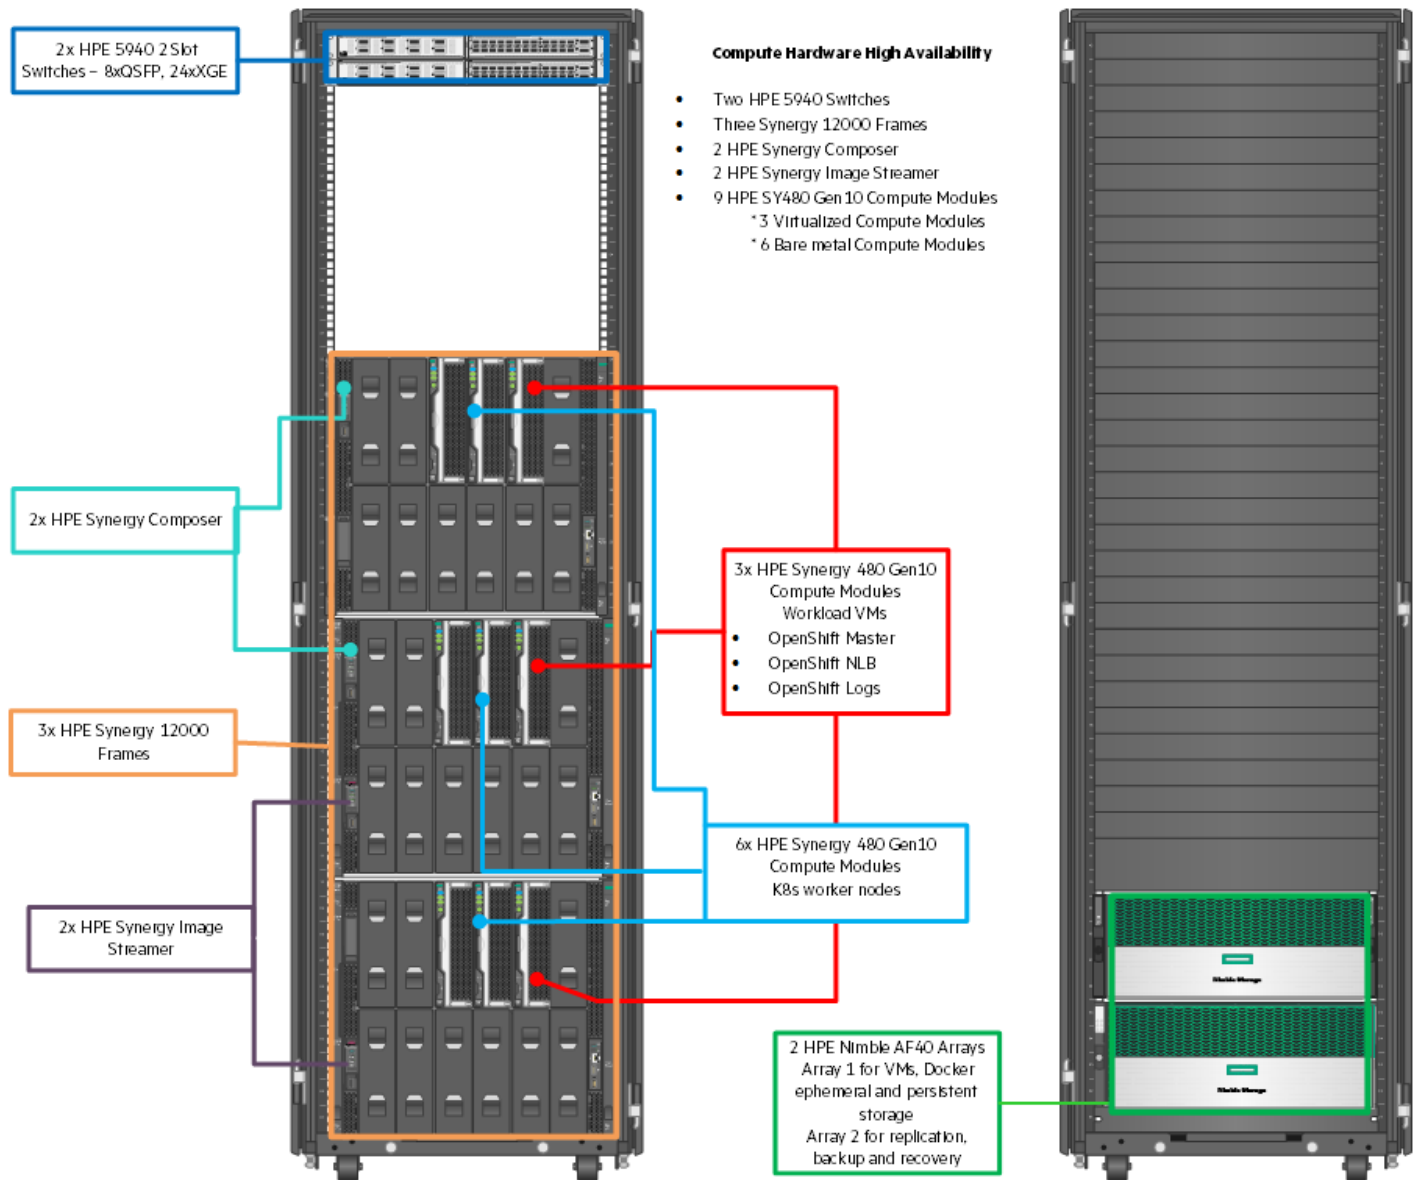 2x HPE 5940 2 Slot
Switches – 8xQSFP, 24xXGE
Compute Hardware High Availability
• Two HPE 5940 Switches
• Three Synergy 12000 Frames
• 2 HPE Synergy Composer
• 2 HPE Synergy Image Streamer
• 9 HPE SY480 Gen10 Compute Modules
* 3 Virtualized Compute Modules
* 6 Bare metal Compute Modules
2x HPE Synergy Composer
3x HPE Synergy 480 Gen10
Compute Modules
Workload VMs
• OpenShift Master
• OpenShift NLB
• OpenShift Logs
3x HPE Synergy 12000
Frames
6x HPE Synergy 480 Gen10
Compute Modules
K8s worker nodes
2x HPE Synergy Image
Streamer
Nimble Storage
Nimble Storage
2 HPE Nimble AF40 Arrays
Array 1 for VMs, Docker
ephemeral and persistent
storage
Array 2 for replication,
backup and recovery